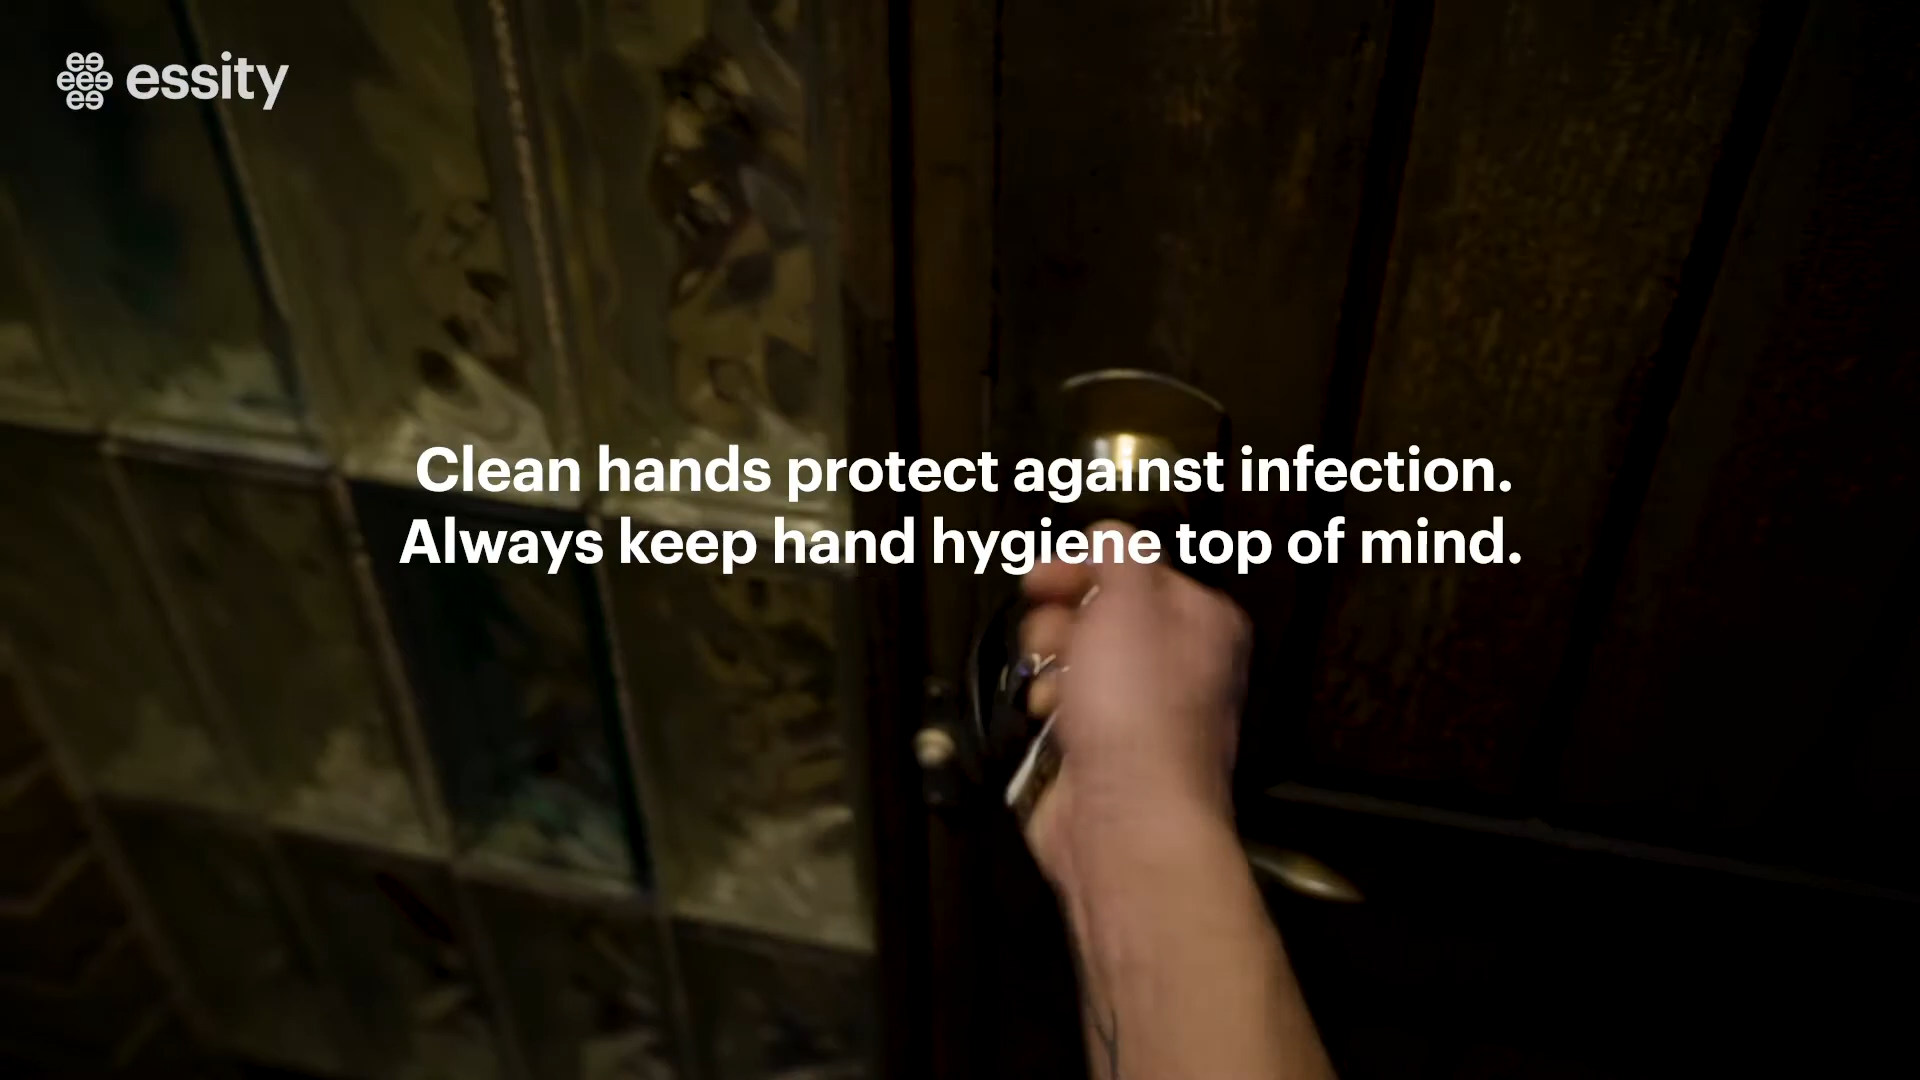 essity
Clean hands protect against infection.
Always keep hand hygiene top of mind.